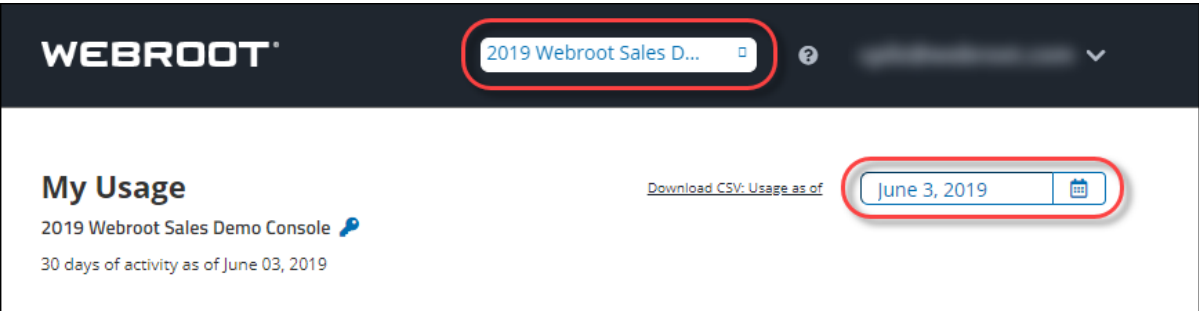 WEBROOT
2019 Webroot Sales D...
My Usage
Download CSV: Usage as of
June 3, 2019
2019 Webroot Sales Demo Console
30 days of activity as of June 03, 2019